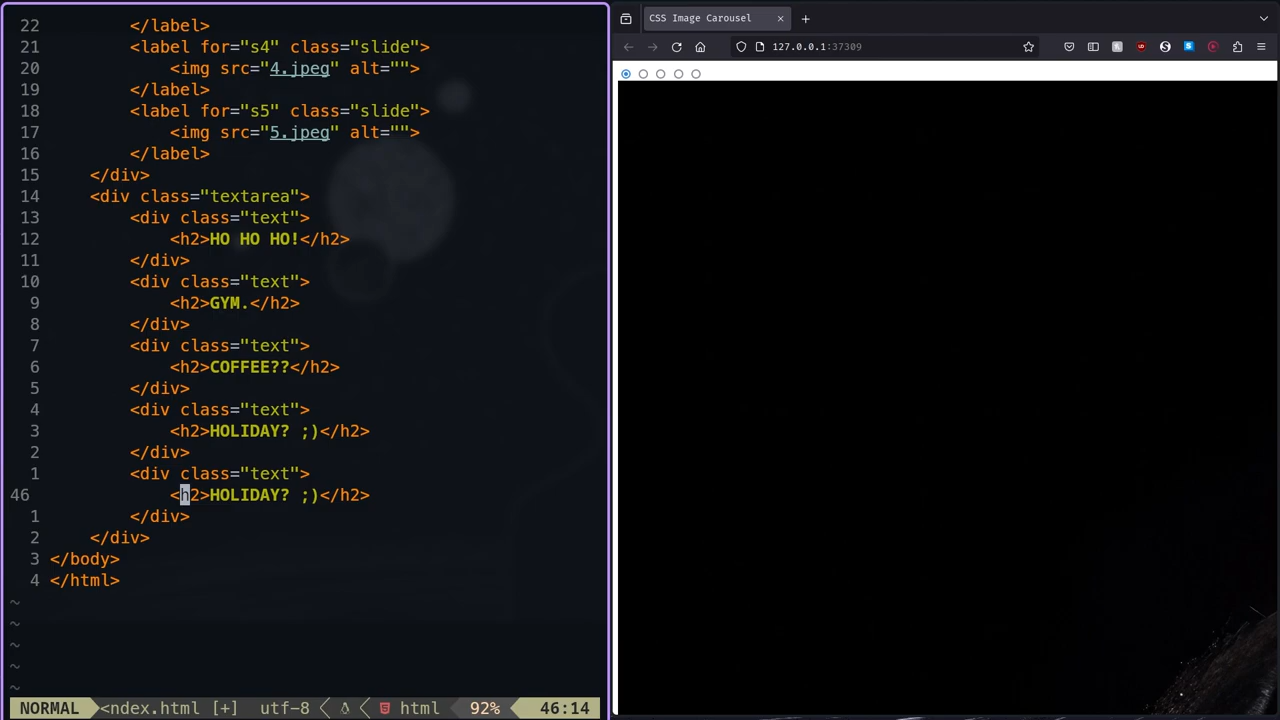 22 </label>
21 <label for="s4" class="slide">
20 <img src="4.jpeg" alt="">
19 </label>
18 <label for="s5" class="slide">
17 <img src="5.jpeg" alt="">
16 </label>
15 </div>
14 <div class="textarea">
13 <div class="text">
12 <h2>HO HO HO!</h2>
11 </div>
10 <div class="text">
9 <h2>GYM.</h2>
8 </div>
7 <div class="text">
6 <h2>COFFEE??</h2>
5 </div>
4 <div class="text">
3 <h2>HOLIDAY? ;)</h2>
2 </div>
1 <div class="text">
46 <h2>HOLIDAY? ;)</h2>
1 </div>
2 </div>
3 </body>
4 </html>
~
~
~
~
~
NORMAL <ndex.html [+] utf-8 html 92% 46:14
CSS Image Carousel
127.0.0.1:37309